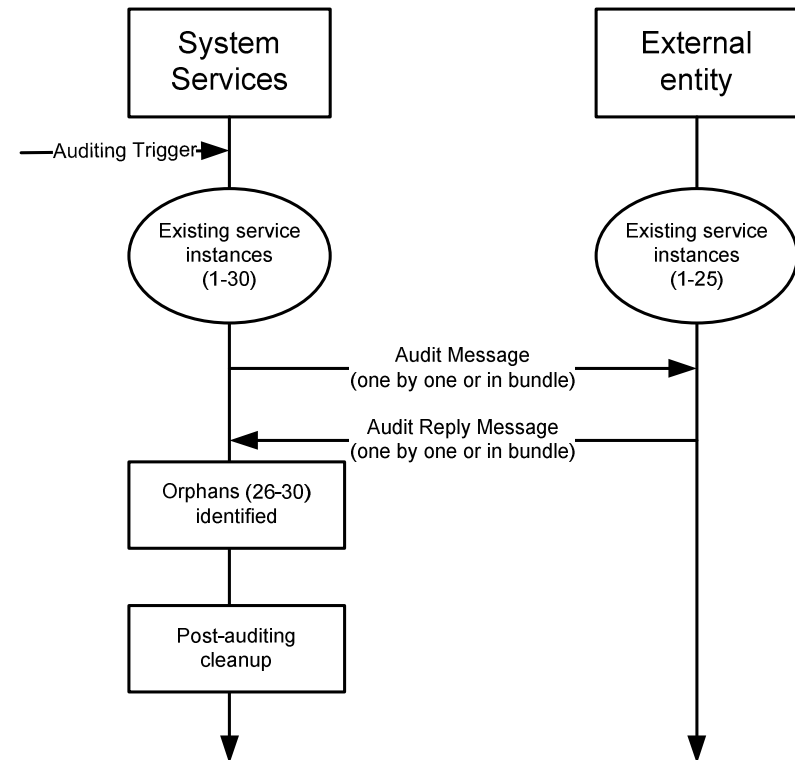 System
Services
External
entity
Auditing Trigger
Existing service
instances
(1-30)
Existing service
instances
(1-25)
Audit Message
(one by one or in bundle)
Audit Reply Message
(one by one or in bundle)
Orphans (26-30)
identified
Post-auditing
cleanup